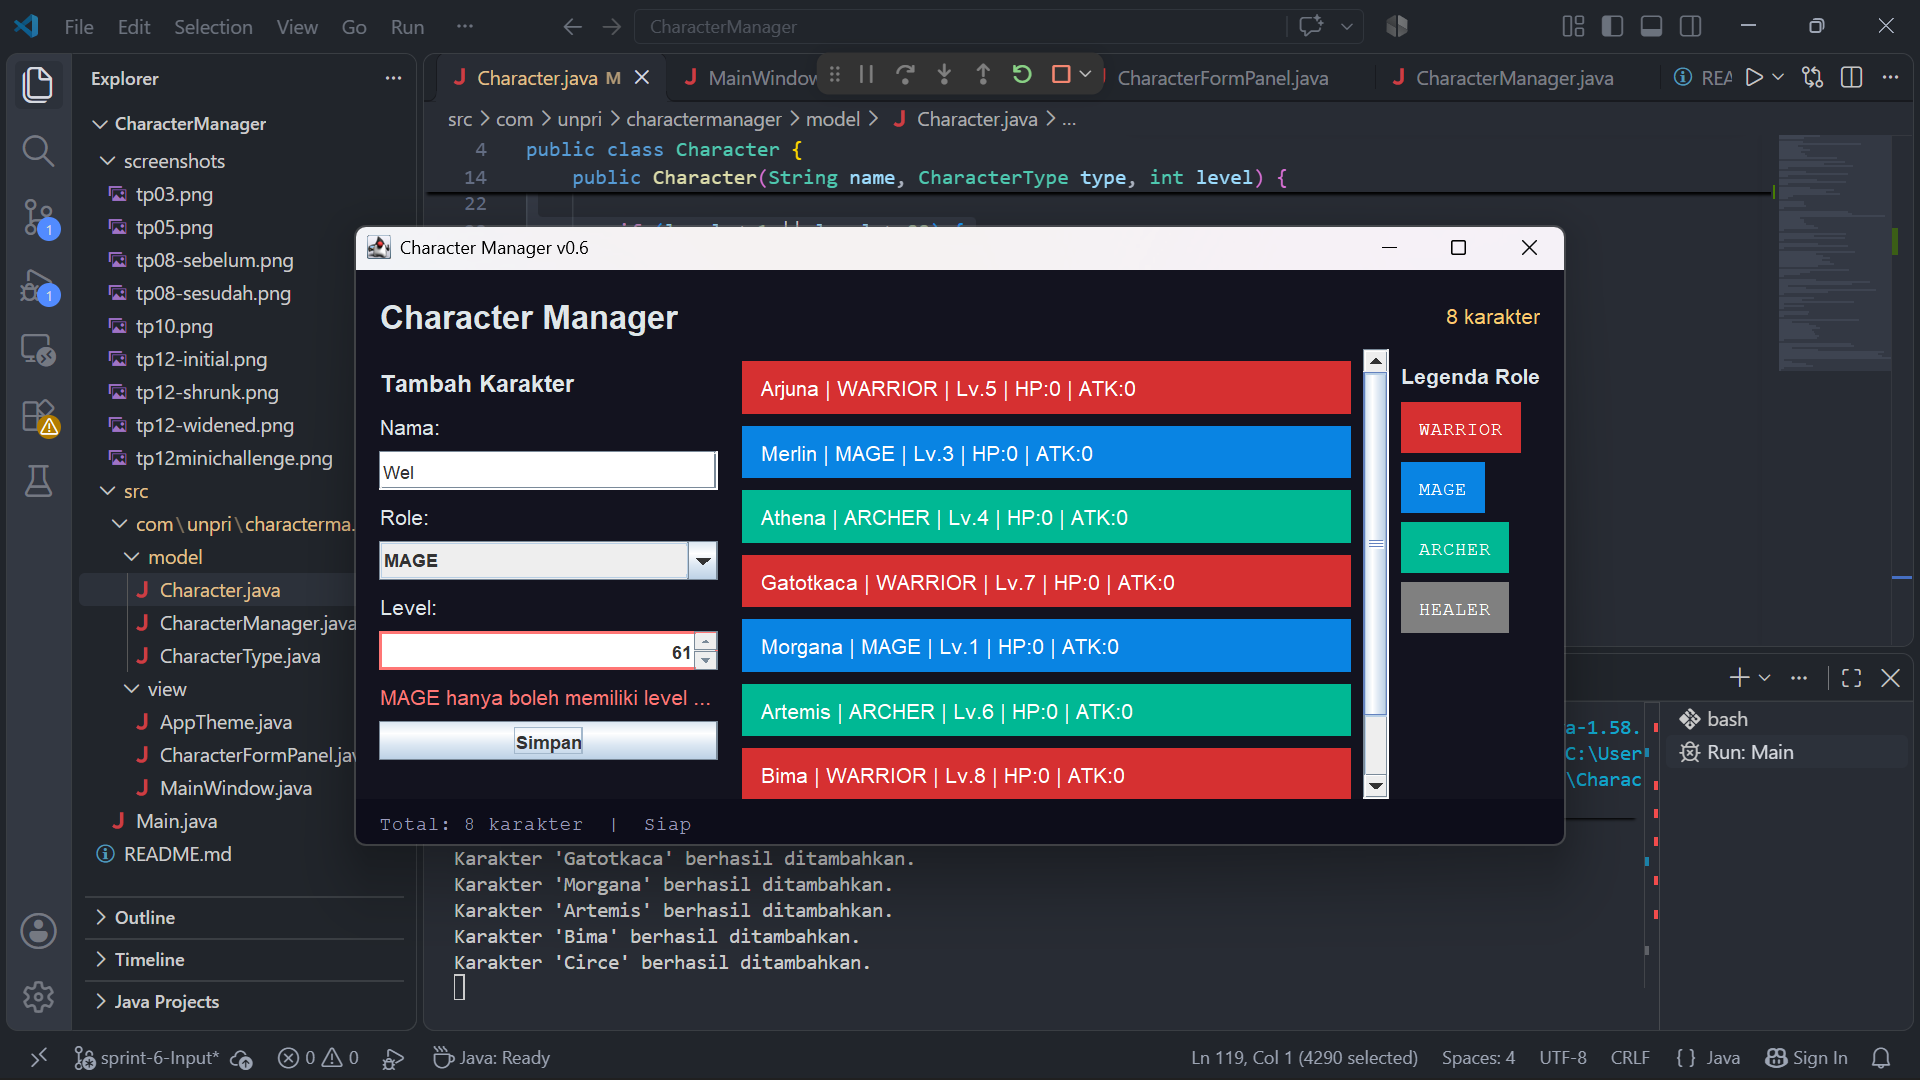 File Edit Selection View Go Run ··· CharacterManager
Explorer ···
CharacterManager
screenshots
tp03.png
tp05.png
tp08-sebelum.png
tp08-sesudah.png
tp10.png
tp12-initial.png
tp12-shrunk.png
tp12-widened.png
tp12minichallenge.png
src
com\unpri\characterma...
model
Character.java
CharacterManager.java
CharacterType.java
view
AppTheme.java
CharacterFormPanel.jav
MainWindow.java
Main.java
README.md
Outline
Timeline
Java Projects
1
1
Character.java M
MainWindow
CharacterFormPanel.java
CharacterManager.java
REA
src > com > unpri > charactermanager > model > Character.java > ...
4 public class Character {
14 public Character(String name, CharacterType type, int level) {
22
Character Manager v0.6
Character Manager
8 karakter
Tambah Karakter
Nama:
Wel
Role:
MAGE
Level:
61
MAGE hanya boleh memiliki level ...
Simpan
Arjuna | WARRIOR | Lv.5 | HP:0 | ATK:0
Merlin | MAGE | Lv.3 | HP:0 | ATK:0
Athena | ARCHER | Lv.4 | HP:0 | ATK:0
Gatotkaca | WARRIOR | Lv.7 | HP:0 | ATK:0
Morgana | MAGE | Lv.1 | HP:0 | ATK:0
Artemis | ARCHER | Lv.6 | HP:0 | ATK:0
Bima | WARRIOR | Lv.8 | HP:0 | ATK:0
Legenda Role
WARRIOR
MAGE
ARCHER
HEALER
Total: 8 karakter | Siap
a-1.58.
C:\User
\Charac
bash
Run: Main
Karakter 'Gatotkaca' berhasil ditambahkan.
Karakter 'Morgana' berhasil ditambahkan.
Karakter 'Artemis' berhasil ditambahkan.
Karakter 'Bima' berhasil ditambahkan.
Karakter 'Circe' berhasil ditambahkan.
sprint-6-Input* 0 0 Java: Ready Ln 119, Col 1 (4290 selected) Spaces: 4 UTF-8 CRLF { } Java Sign In